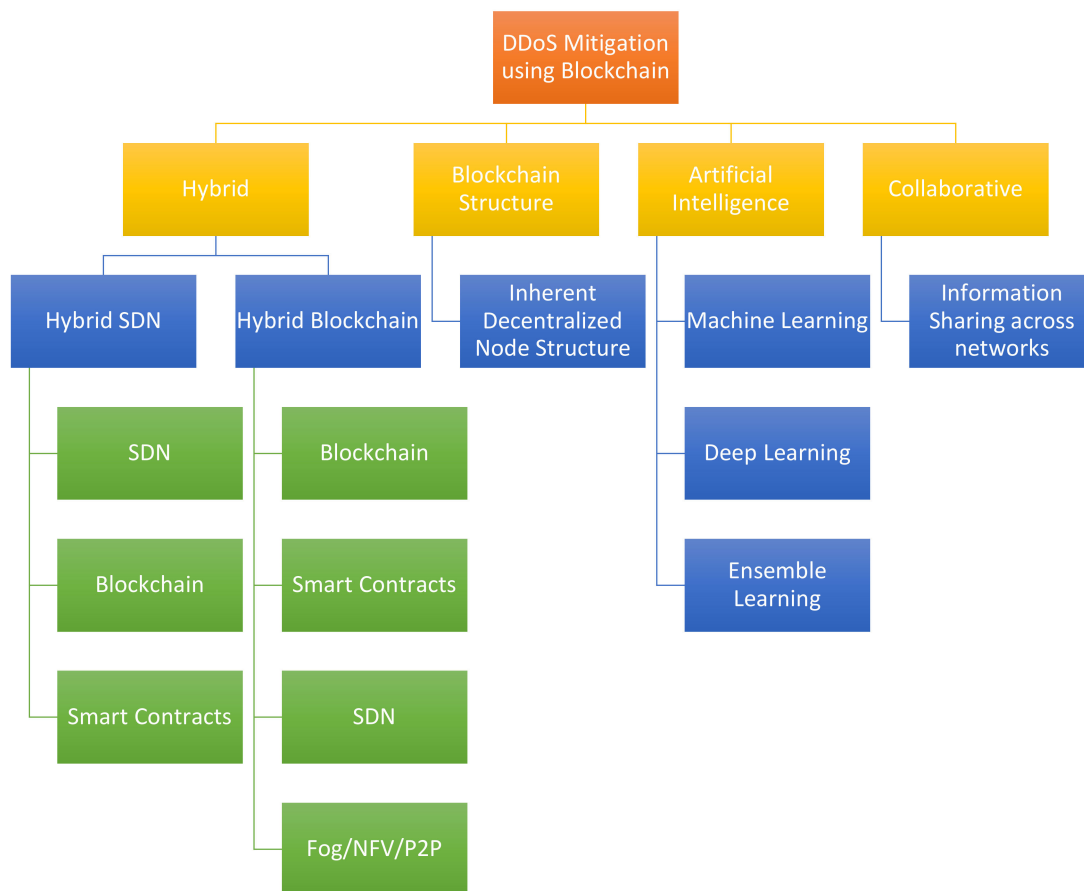 DDoS Mitigation
using Blockchain
Hybrid
Blockchain
Structure
Artificial
Intelligence
Collaborative
Hybrid SDN
Hybrid Blockchain
Inherent
Decentralized
Node Structure
Machine Learning
Information
Sharing across
networks
SDN
Blockchain
Deep Learning
Blockchain
Smart Contracts
Ensemble
Learning
Smart Contracts
SDN
Fog/NFV/P2P